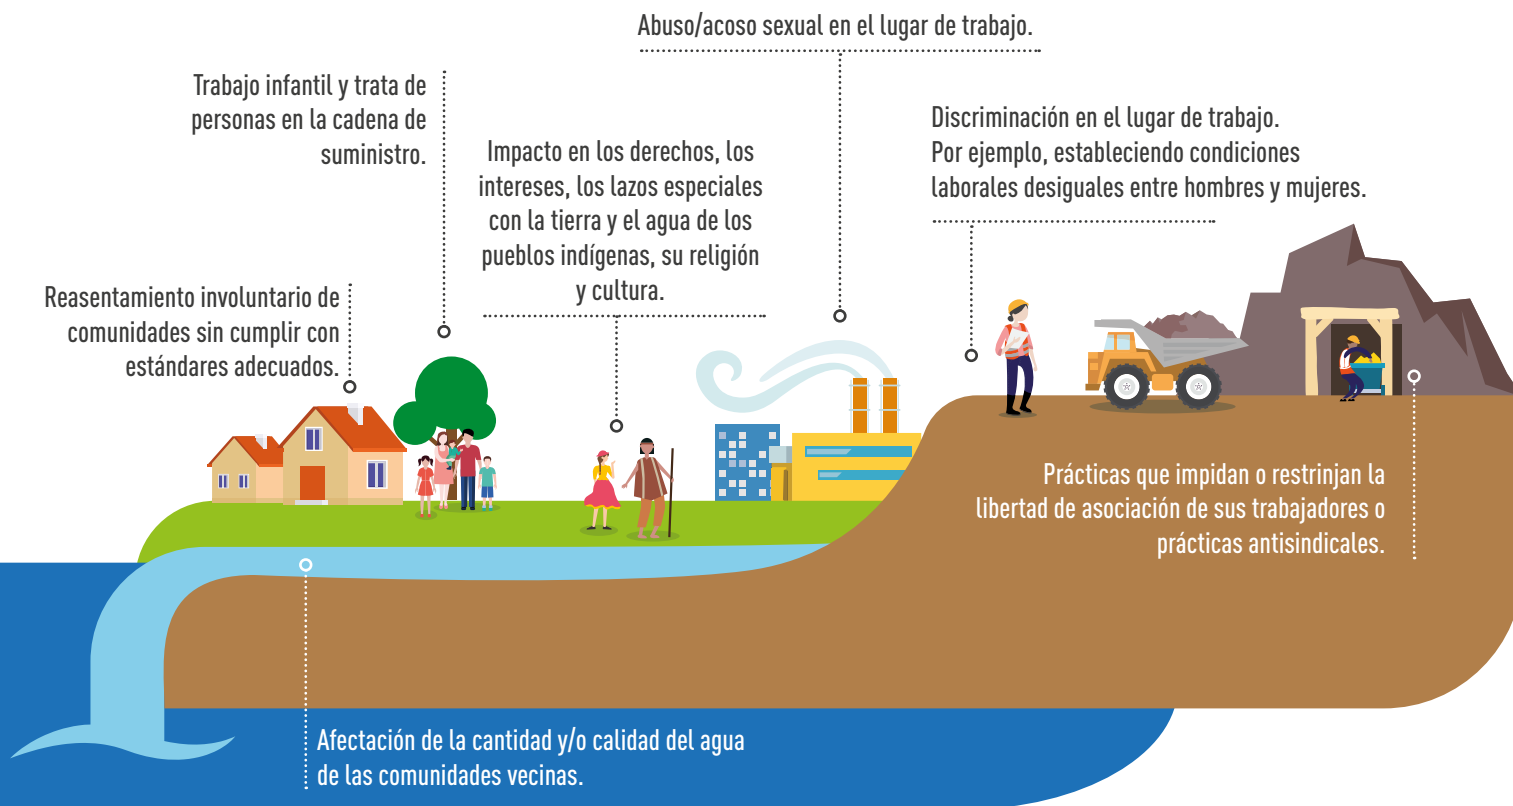 Abuso/acoso sexual en el lugar de trabajo.
Trabajo infantil y trata de
personas en la cadena de
suministro.
Impacto en los derechos, los
intereses, los lazos especiales
con la tierra y el agua de los
pueblos indígenas, su religión
y cultura.
Discriminación en el lugar de trabajo.
Por ejemplo, estableciendo condiciones
laborales desiguales entre hombres y mujeres.
Reasentamiento involuntario de
comunidades sin cumplir con
estándares adecuados.
Prácticas que impidan o restrinjan la
libertad de asociación de sus trabajadores o
prácticas antisindicales.
Afectación de la cantidad y/o calidad del agua
de las comunidades vecinas.